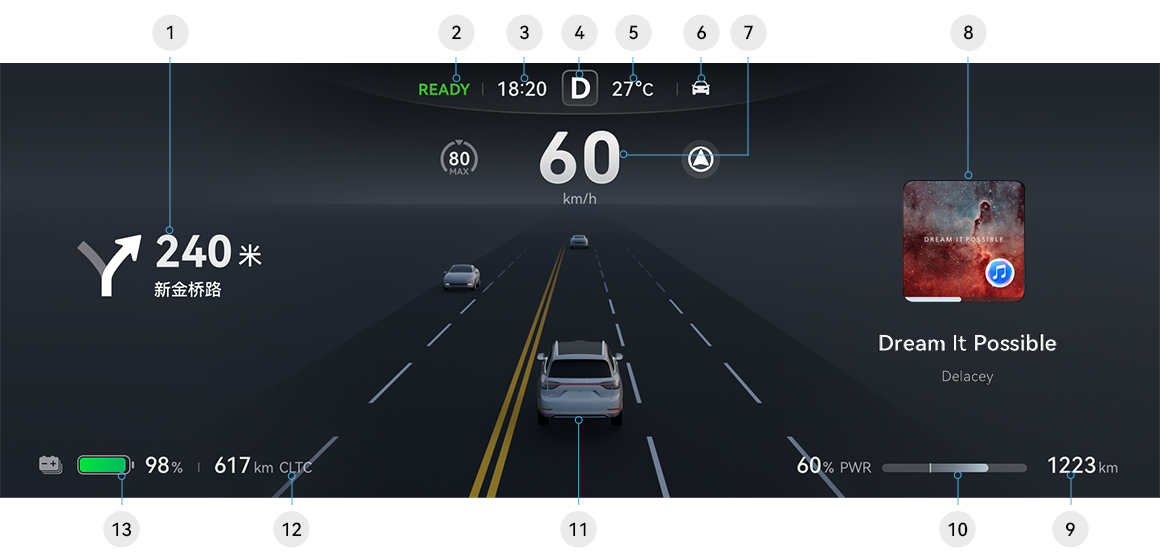 1 2 3 4 5 6 7 8
READY 18:20 D 27°C
80
MAX
60
km/h
240 米
新金桥路
DREAM IT POSSIBLE
Dream It Possible
Delacey
98% 617 km CLTC 60% PWR 1223 km
13 12 11 10 9